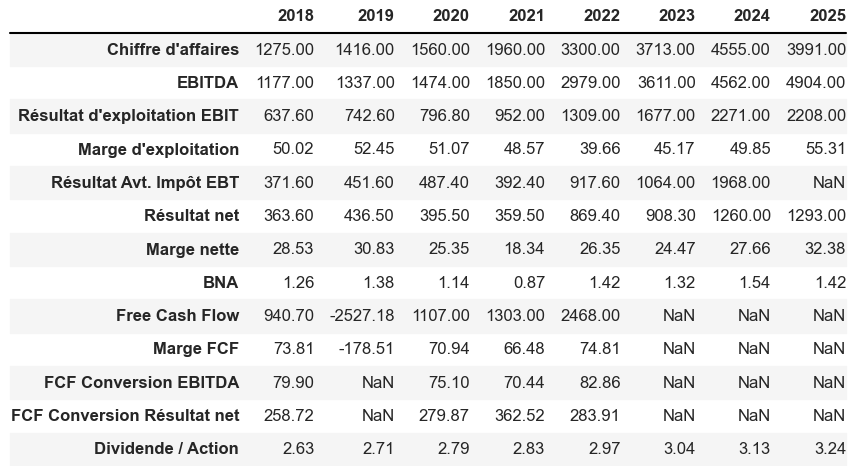 2018 2019 2020 2021 2022 2023 2024 2025
Chiffre d'affaires 1275.00 1416.00 1560.00 1960.00 3300.00 3713.00 4555.00 3991.00
EBITDA 1177.00 1337.00 1474.00 1850.00 2979.00 3611.00 4562.00 4904.00
Résultat d'exploitation EBIT 637.60 742.60 796.80 952.00 1309.00 1677.00 2271.00 2208.00
Marge d'exploitation 50.02 52.45 51.07 48.57 39.66 45.17 49.85 55.31
Résultat Avt. Impôt EBT 371.60 451.60 487.40 392.40 917.60 1064.00 1968.00 NaN
Résultat net 363.60 436.50 395.50 359.50 869.40 908.30 1260.00 1293.00
Marge nette 28.53 30.83 25.35 18.34 26.35 24.47 27.66 32.38
BNA 1.26 1.38 1.14 0.87 1.42 1.32 1.54 1.42
Free Cash Flow 940.70 -2527.18 1107.00 1303.00 2468.00 NaN NaN NaN
Marge FCF 73.81 -178.51 70.94 66.48 74.81 NaN NaN NaN
FCF Conversion EBITDA 79.90 NaN 75.10 70.44 82.86 NaN NaN NaN
FCF Conversion Résultat net 258.72 NaN 279.87 362.52 283.91 NaN NaN NaN
Dividende / Action 2.63 2.71 2.79 2.83 2.97 3.04 3.13 3.24